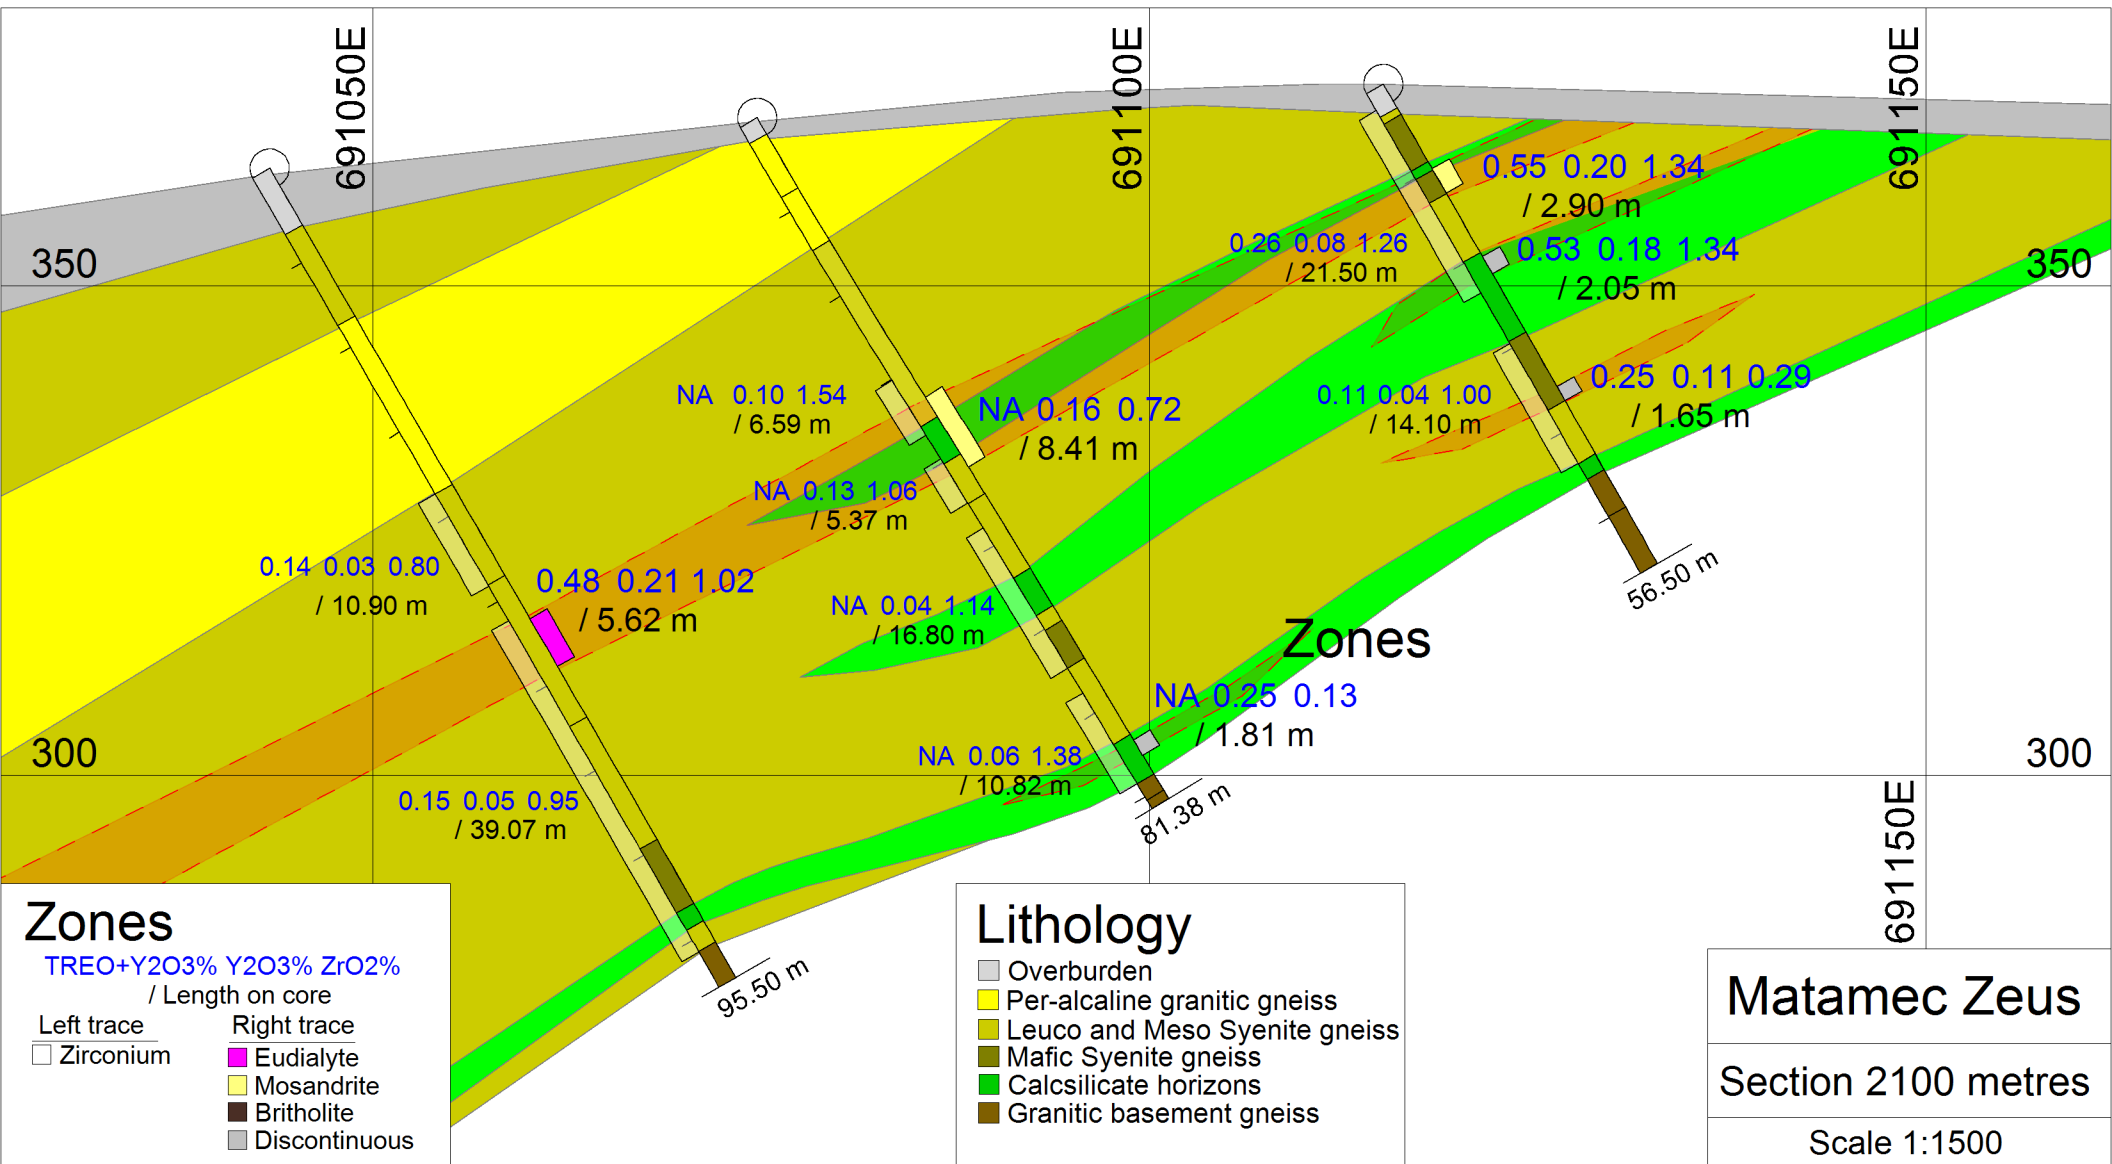 691050E
691100E
691150E
0.55 0.20 1.34
/ 2.90 m
0.26 0.08 1.26
/ 21.50 m
0.53 0.18 1.34
/ 2.05 m
350
350
NA 0.10 1.54
/ 6.59 m
NA 0.16 0.72
/ 8.41 m
0.11 0.04 1.00
/ 14.10 m
0.25 0.11 0.29
/ 1.65 m
NA 0.13 1.06
/ 5.37 m
0.14 0.03 0.80
/ 10.90 m
0.48 0.21 1.02
/ 5.62 m
NA 0.04 1.14
/ 16.80 m
56.50 m
Zones
NA 0.25 0.13
/ 1.81 m
300
300
NA 0.06 1.38
/ 10.82 m
81.38 m
0.15 0.05 0.95
/ 39.07 m
95.50 m
691150E
Zones
TREO+Y2O3% Y2O3% ZrO2%
/ Length on core
Left trace
Zirconium
Right trace
Eudialyte
Mosandrite
Britholite
Discontinuous
Lithology
Overburden
Per-alcaline granitic gneiss
Leuco and Meso Syenite gneiss
Mafic Syenite gneiss
Calcsilicate horizons
Granitic basement gneiss
Matamec Zeus
Section 2100 metres
Scale 1:1500